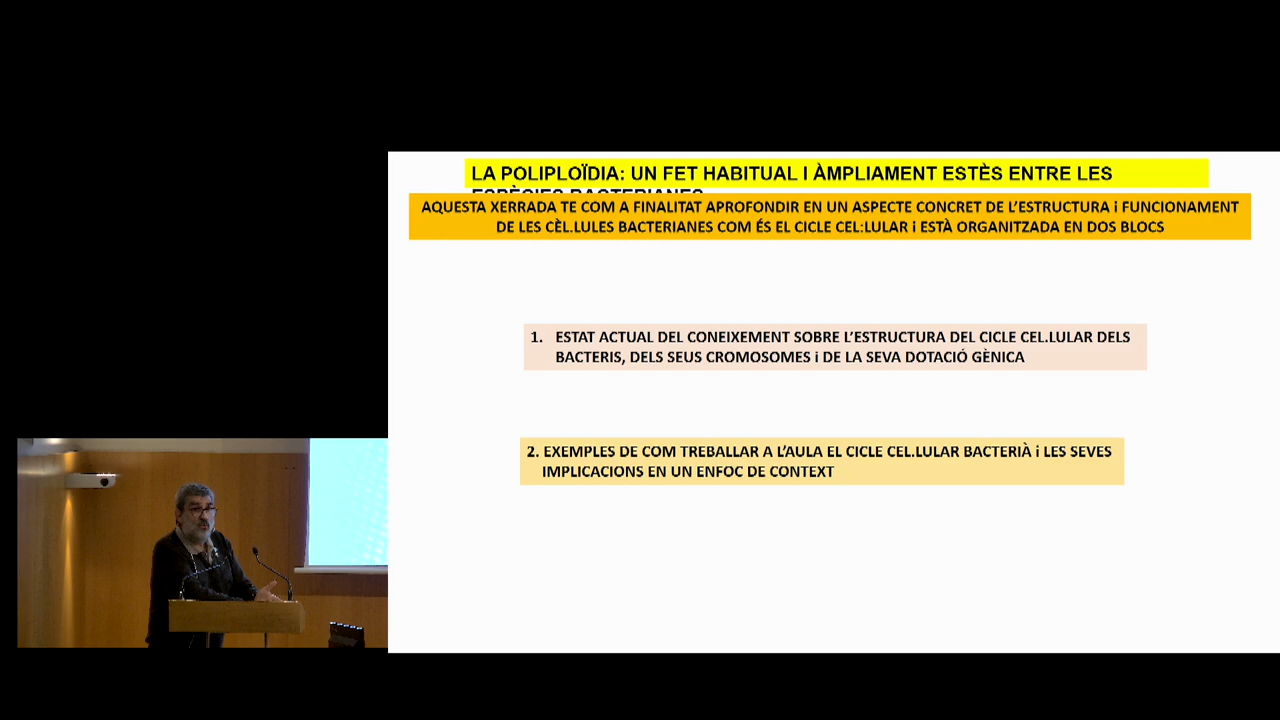 LA POLIPLOÏDIA: UN FET HABITUAL I ÀMPLIAMENT ESTÈS ENTRE LES
ESPÈCIES BACTERIANES
AQUESTA XERRADA TE COM A FINALITAT APROFONDIR EN UN ASPECTE CONCRET DE L'ESTRUCTURA i FUNCIONAMENT
DE LES CÈL.LULES BACTERIANES COM ÉS EL CICLE CEL:LULAR i ESTÀ ORGANITZADA EN DOS BLOCS
1. ESTAT ACTUAL DEL CONEIXEMENT SOBRE L'ESTRUCTURA DEL CICLE CEL.LULAR DELS
BACTERIS, DELS SEUS CROMOSOMES i DE LA SEVA DOTACIÓ GÈNICA
2. EXEMPLES DE COM TREBALLAR A L'AULA EL CICLE CEL.LULAR BACTERIÀ i LES SEVES
IMPLICACIONS EN UN ENFOC DE CONTEXT